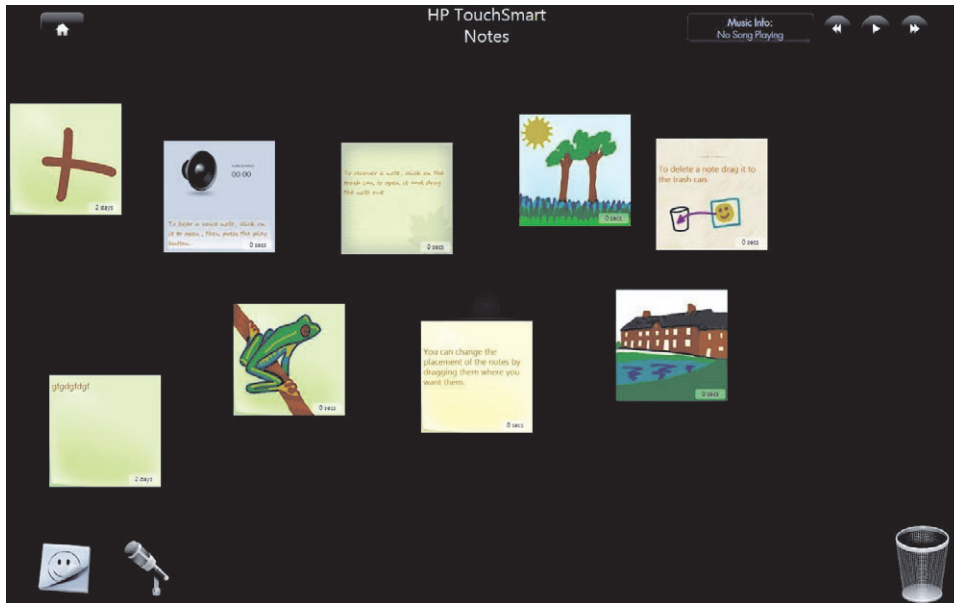 HP TouchSmart
Notes
Music Info:
No Song Playing
2 days
00:00
To hear a voice note, click on
it to open, then press the play
button.
0 secs
To recover a note, click on the
trash can to open it and drag
the note out
0 secs
0 secs
To delete a note drag it to
the trash can.
0 secs
0 secs
You can change the
placement of the notes by
dragging them where you
want them.
0 secs
0 secs
gfgdgfdgf
2 days